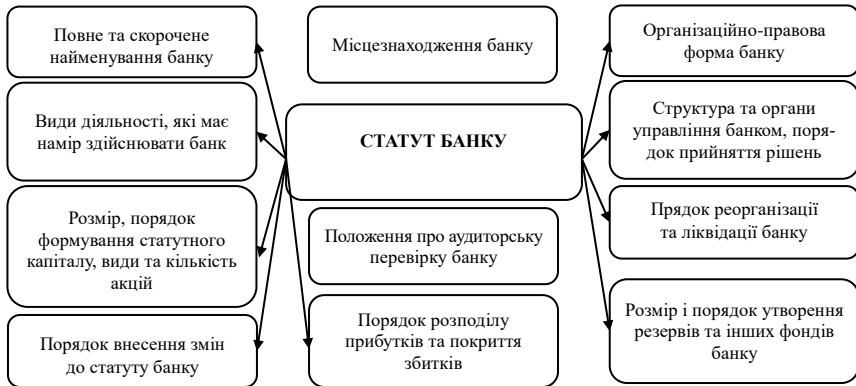 Повне та скорочене
найменування банку
Місцезнаходження банку
Організаційно-правова
форма банку
Види діяльності, які має
намір здійснювати банк
СТАТУТ БАНКУ
Структура та органи
управління банком, поря-
док прийняття рішень
Розмір, порядок
формування статутного
капіталу, види та кількість
акцій
Положення про аудиторську
перевірку банку
Прядок реорганізації
та ліквідації банку
Порядок внесення змін
до статуту банку
Порядок розподілу
прибутків та покриття
збитків
Розмір і порядок утворення
резервів та інших фондів
банку